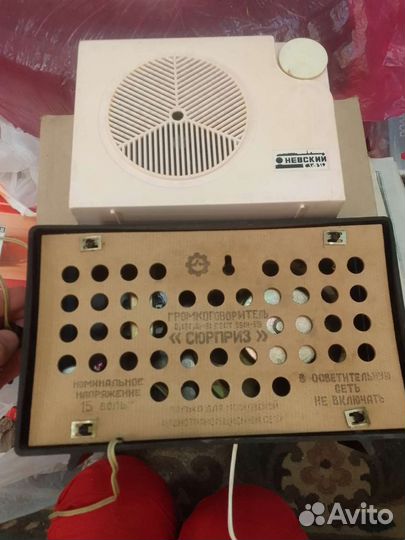 НЕВСКИЙ
ГРОМКОГОВОРИТЕЛЬ
« СЮРПРИЗ »
НОМИНАЛЬНОЕ
НАПРЯЖЕНИЕ
15 ВОЛЬТ
В ОСВЕТИТЕЛЬНУЮ
СЕТЬ
НЕ ВКЛЮЧАТЬ
Avito